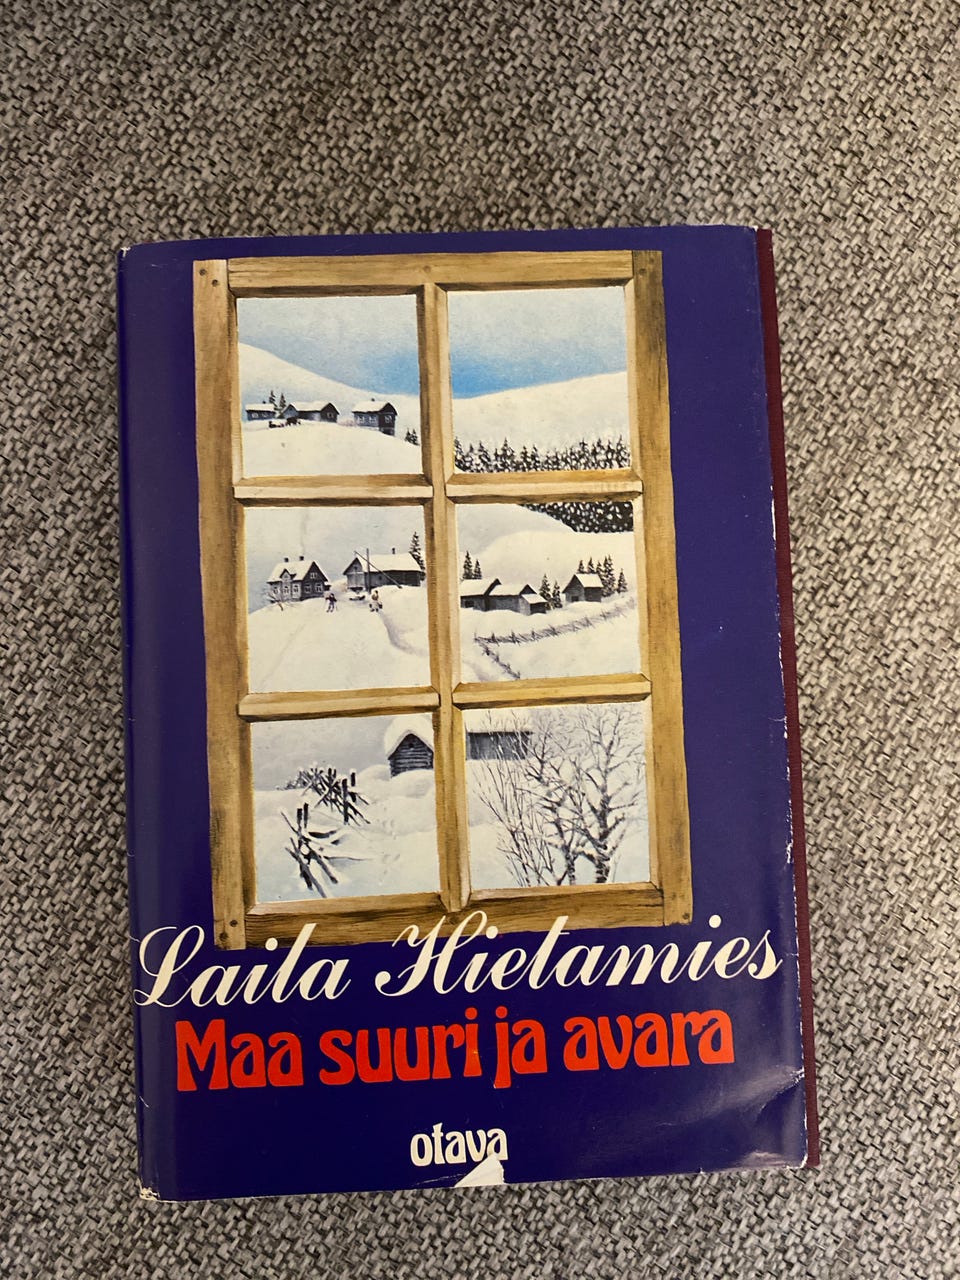 Laila Hietamies
Maa suuri ja avara
otava